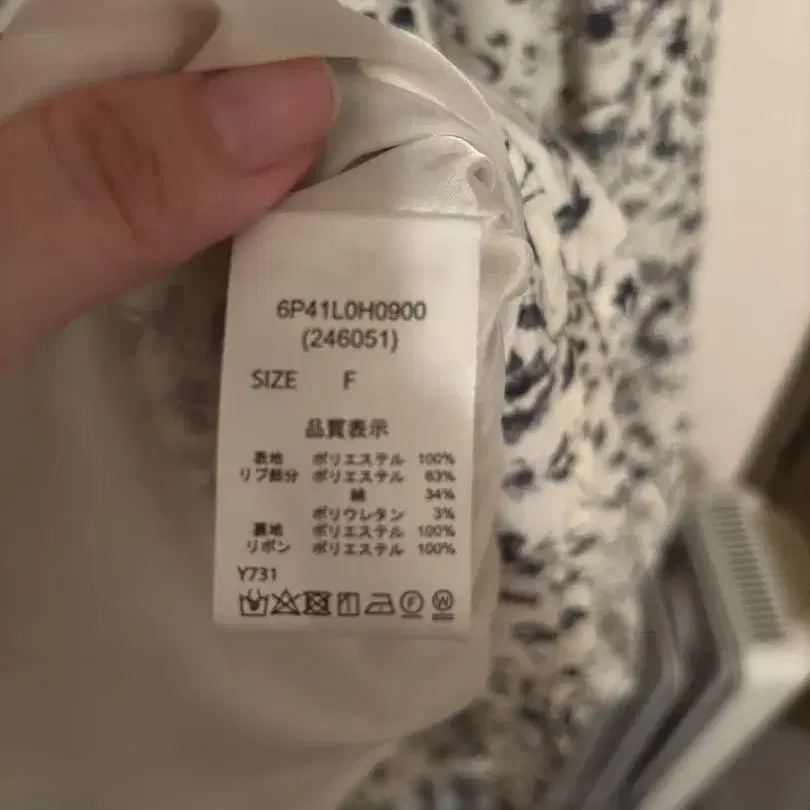 6P41L0H0900
(246051)
SIZE F
品質表示
表地 ポリエステル 100%
リブ部分 ポリエステル 63%
綿 34%
ポリウレタン 3%
裏地 ポリエステル 100%
リボン ポリエステル 100%
Y731
F W